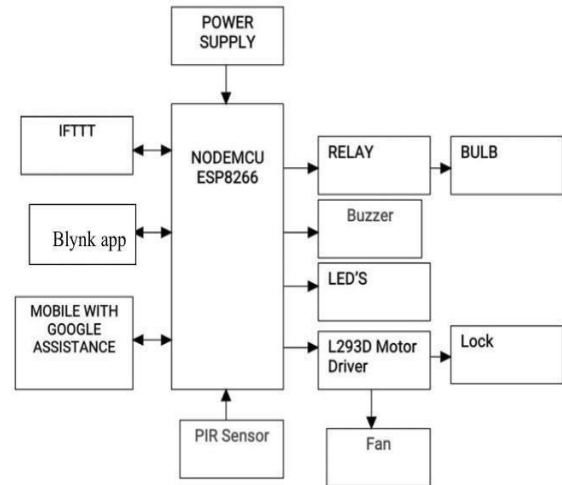 POWER
SUPPLY
IFTTT
NODEMCU
ESP8266
RELAY
BULB
Buzzer
Blynk app
LED'S
MOBILE WITH
GOOGLE
ASSISTANCE
L293D Motor
Driver
Lock
PIR Sensor
Fan